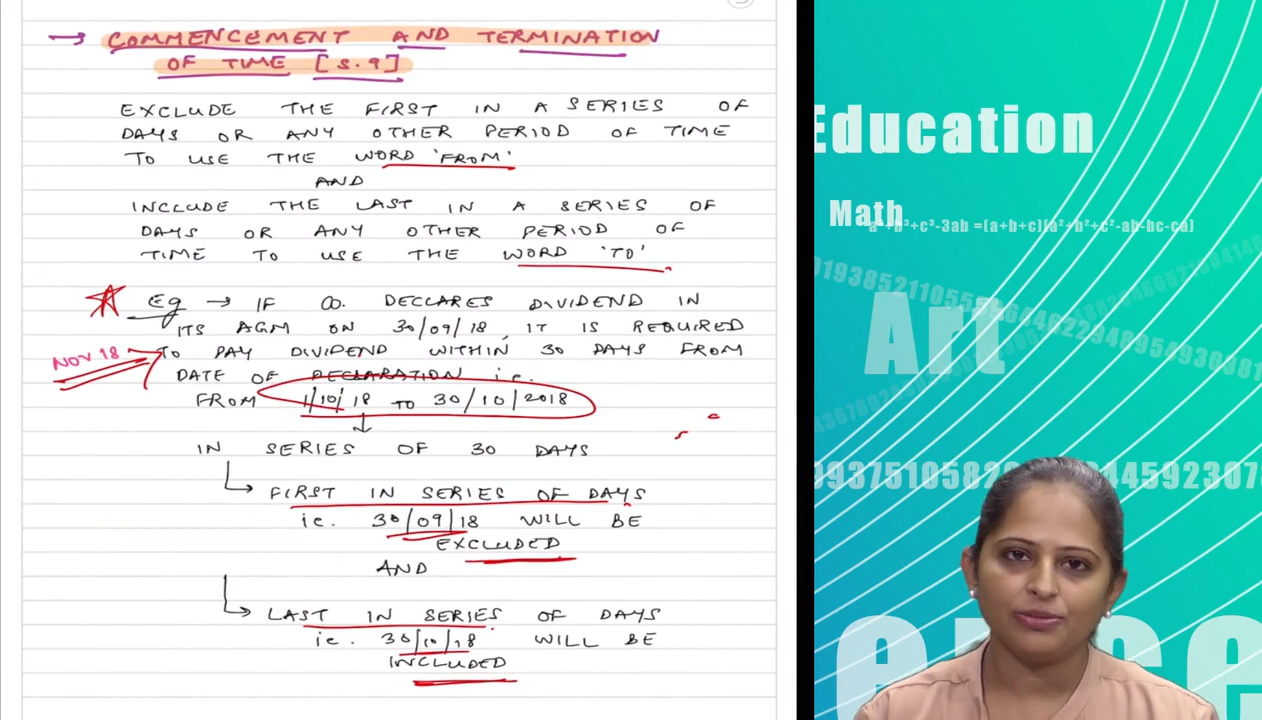 → COMMENCEMENT AND TERMINATION
OF TIME [S.9]
EXCLUDE THE FIRST IN A SERIES OF
DAYS OR ANY OTHER PERIOD OF TIME
TO USE THE WORD 'FROM'
AND
INCLUDE THE LAST IN A SERIES OF
DAYS OR ANY OTHER PERIOD OF
TIME TO USE THE WORD 'TO'
Eg → IF CO. DECLARES DIVIDEND IN
ITS AGM ON 30/09/18, IT IS REQUIRED
NOV 18
TO PAY DIVIDEND WITHIN 30 DAYS FROM
DATE OF DECLARATION i.e.
FROM 1/10/18 TO 30/10/2018
IN SERIES OF 30 DAYS
FIRST IN SERIES OF DAYS
ie. 30/09/18 WILL BE
EXCLUDED
AND
LAST IN SERIES OF DAYS
ie. 30/10/18 WILL BE
INCLUDED
Education
Math
Art